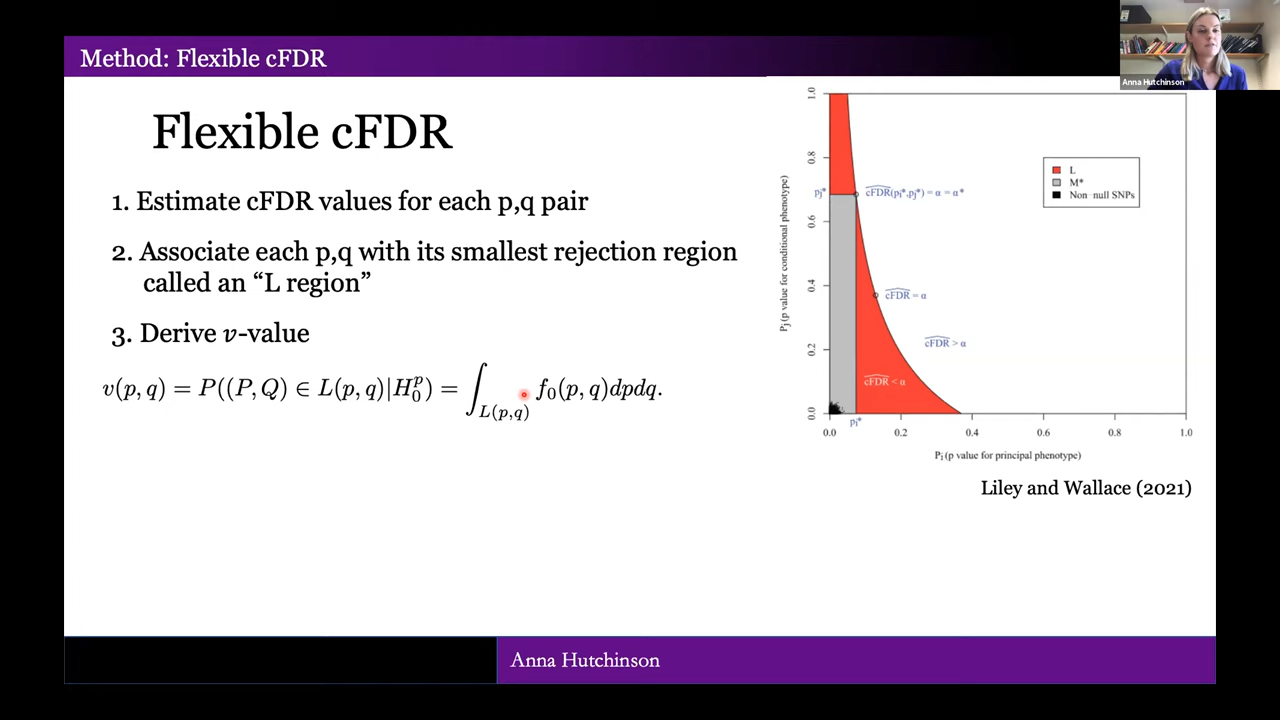 Method: Flexible cFDR
Anna Hutchinson
Flexible cFDR
1. Estimate cFDR values for each p,q pair
2. Associate each p,q with its smallest rejection region
called an “L region”
3. Derive v-value
v(p, q) = P((P, Q) ∈ L(p, q)|H₀ᵖ) = ∫_{L(p,q)} f₀(p, q)dpdq.
1.0
0.8
0.6
0.4
0.2
0.0
Pj (p value for conditional phenotype)
pj*
cFDR̂(pi*,pj*) = α = α*
cFDR̂ = α
cFDR̂ > α
cFDR̂ < α
L
M*
Non null SNPs
pi*
0.0 0.2 0.4 0.6 0.8 1.0
Pi (p value for principal phenotype)
Liley and Wallace (2021)
Anna Hutchinson